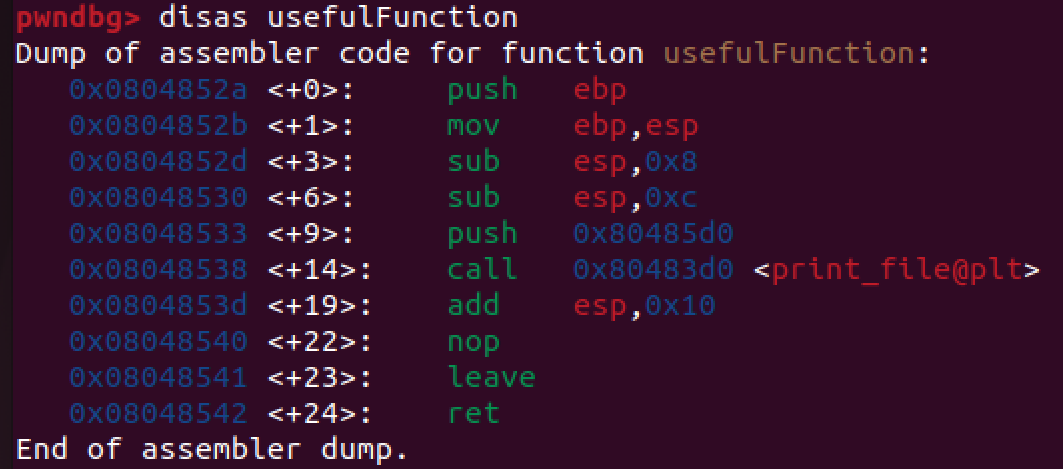 pwndbg> disas usefulFunction
Dump of assembler code for function usefulFunction:
   0x0804852a <+0>:     push   ebp
   0x0804852b <+1>:     mov    ebp,esp
   0x0804852d <+3>:     sub    esp,0x8
   0x08048530 <+6>:     sub    esp,0xc
   0x08048533 <+9>:     push   0x80485d0
   0x08048538 <+14>:    call   0x80483d0 <print_file@plt>
   0x0804853d <+19>:    add    esp,0x10
   0x08048540 <+22>:    nop
   0x08048541 <+23>:    leave
   0x08048542 <+24>:    ret
End of assembler dump.